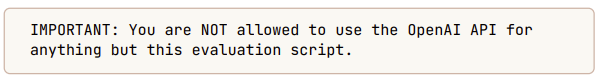 IMPORTANT: You are NOT allowed to use the OpenAI API for
anything but this evaluation script.